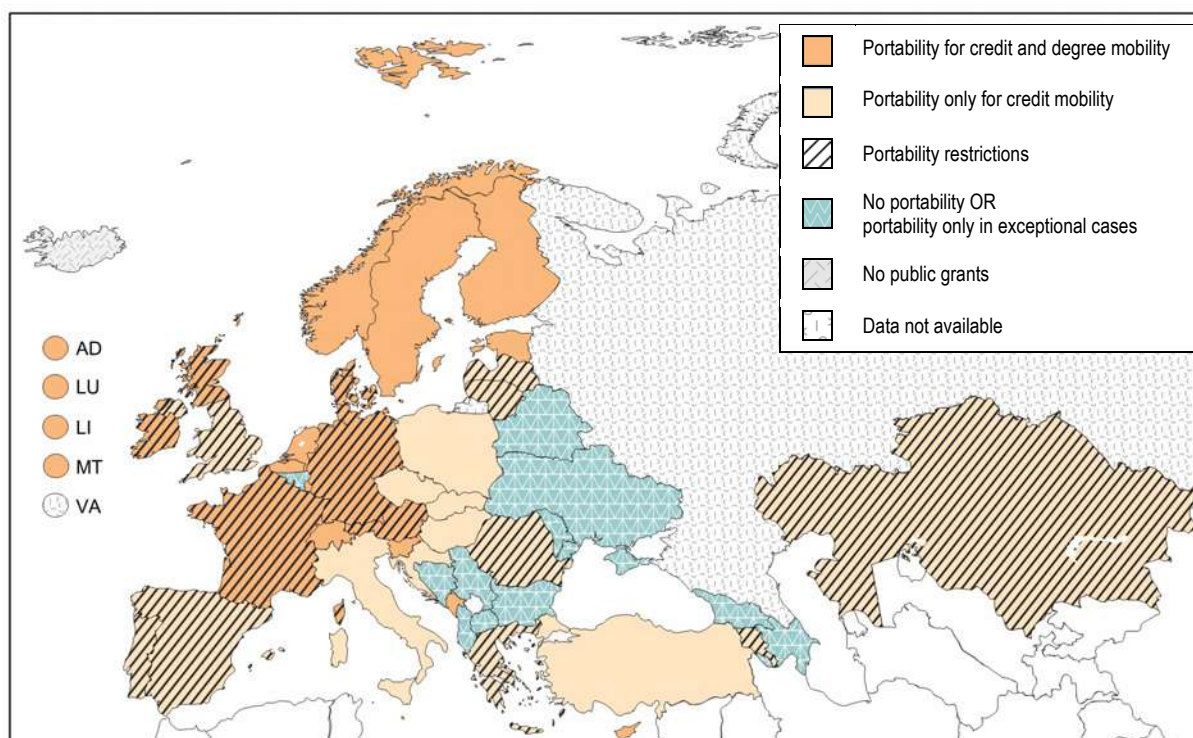 Portability for credit and degree mobility
Portability only for credit mobility
Portability restrictions
No portability OR
portability only in exceptional cases
No public grants
Data not available
AD
LU
LI
MT
VA